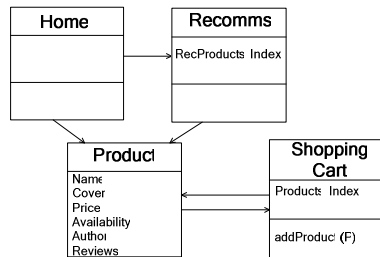 Home
Recomms
RecProducts Index
Product
Name
Cover
Price
Availability
Author
Reviews
Shopping
Cart
Products Index
addProduct (F)